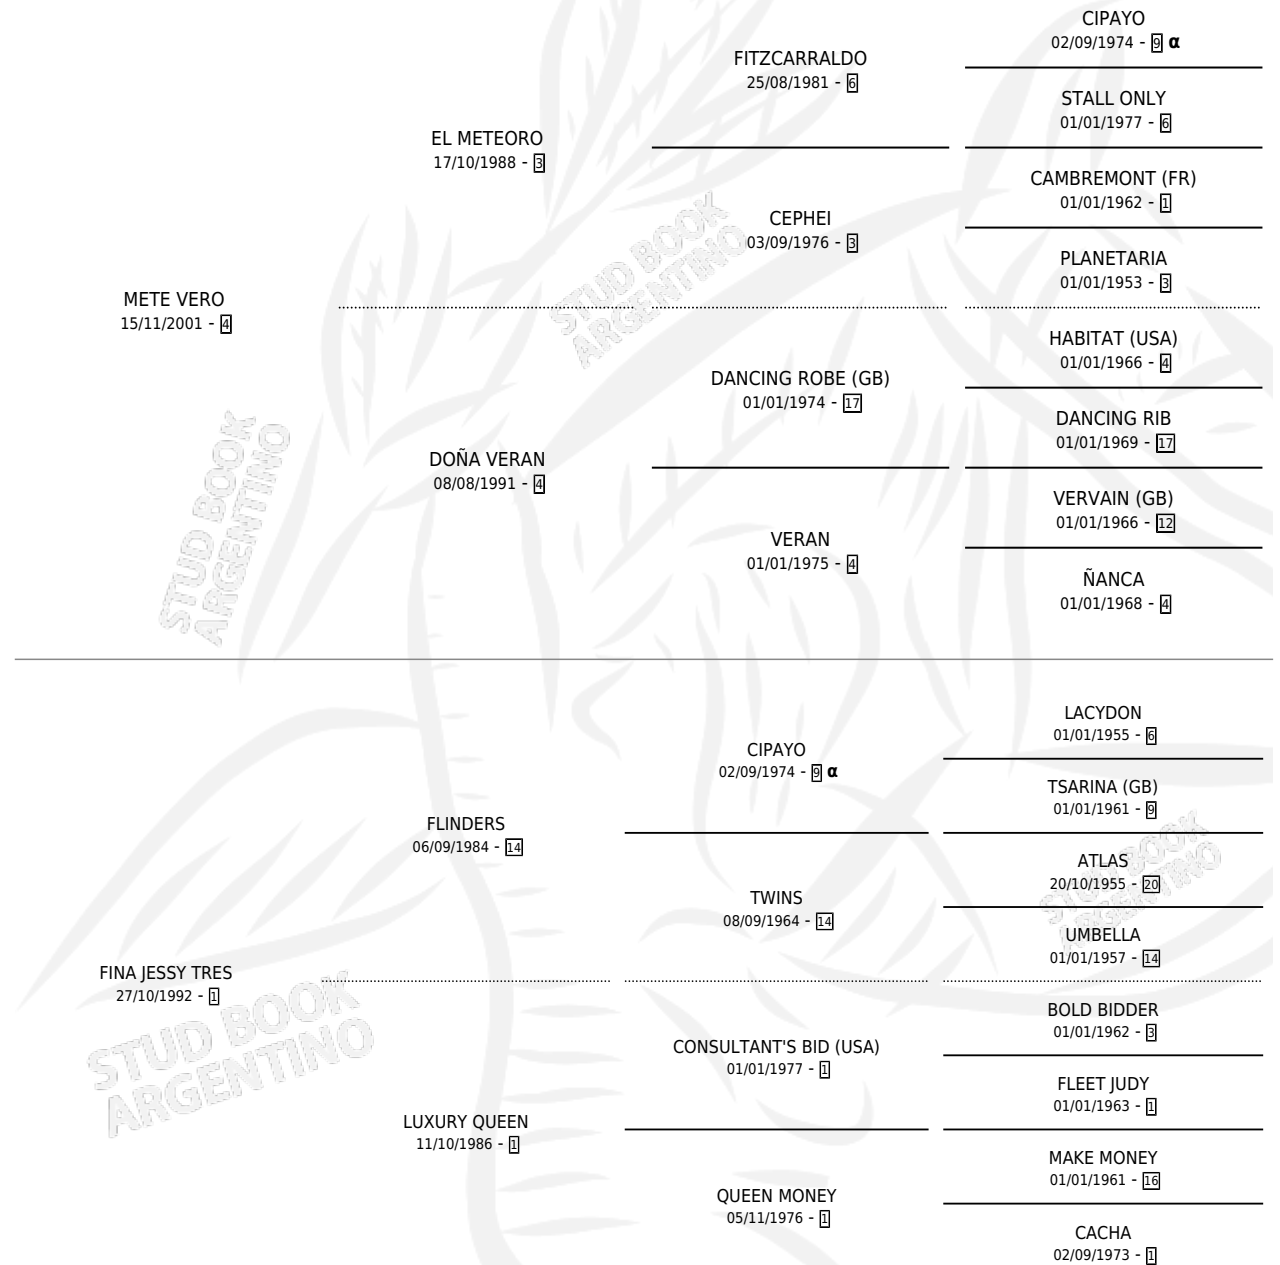 CIPAYO
02/09/1974 - 9 α
FITZCARRALDO
25/08/1981 - 6
STALL ONLY
01/01/1977 - 6
EL METEORO
17/10/1988 - 3
CAMBREMONT (FR)
01/01/1962 - 1
CEPHEI
03/09/1976 - 3
PLANETARIA
01/01/1953 - 3
METE VERO
15/11/2001 - 4
HABITAT (USA)
01/01/1966 - 4
DANCING ROBE (GB)
01/01/1974 - 17
DANCING RIB
01/01/1969 - 17
DOÑA VERAN
08/08/1991 - 4
VERVAIN (GB)
01/01/1966 - 12
VERAN
01/01/1975 - 4
ÑANCA
01/01/1968 - 4
LACYDON
01/01/1955 - 6
CIPAYO
02/09/1974 - 9 α
TSARINA (GB)
01/01/1961 - 9
FLINDERS
06/09/1984 - 14
ATLAS
20/10/1955 - 20
TWINS
08/09/1964 - 14
UMBELLA
01/01/1957 - 14
FINA JESSY TRES
27/10/1992 - 1
BOLD BIDDER
01/01/1962 - 3
CONSULTANT'S BID (USA)
01/01/1977 - 1
FLEET JUDY
01/01/1963 - 1
LUXURY QUEEN
11/10/1986 - 1
MAKE MONEY
01/01/1961 - 16
QUEEN MONEY
05/11/1976 - 1
CACHA
02/09/1973 - 1
STUD BOOK
ARGENTINO
STUD BOOK
ARGENTINO
STUD BOOK
ARGENTINO
STUD BOOK
ARGENTINO